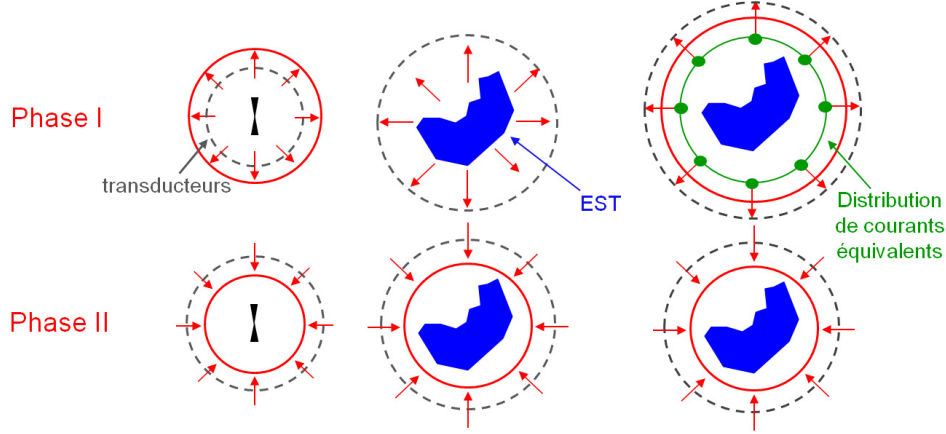 Phase I
transducteurs
EST
Distribution
de courants
équivalents
Phase II